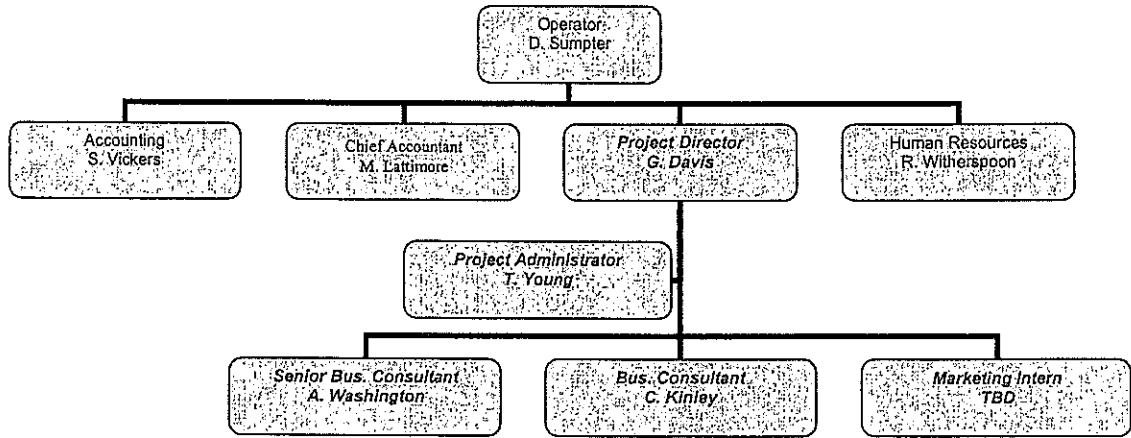 Operator
D. Sumpter
Accounting
S. Vickers
Chief Accountant
M. Lattimore
Project Director
G. Davis
Human Resources
R. Witherspoon
Project Administrator
T. Young
Senior Bus. Consultant
A. Washington
Bus. Consultant
C. Kinley
Marketing Intern
TBD